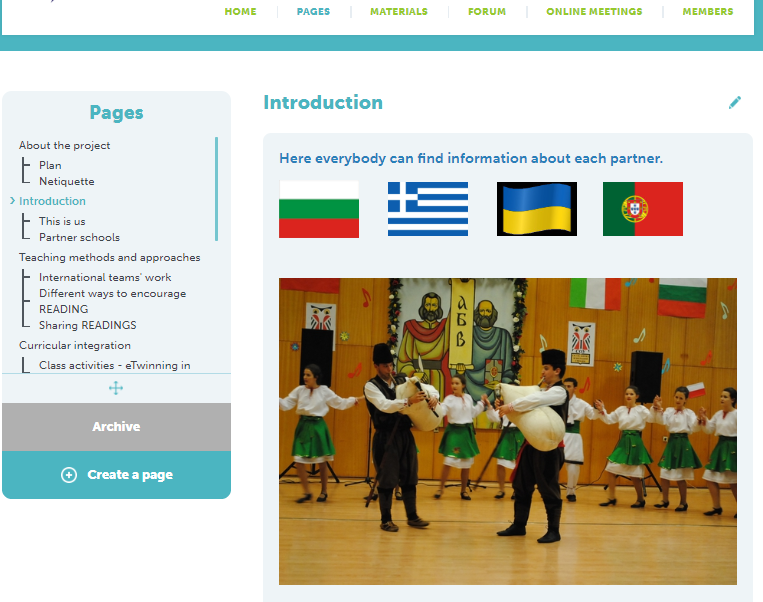 HOME PAGES MATERIALS FORUM ONLINE MEETINGS MEMBERS
Pages
About the project
Plan
Netiquette
Introduction
This is us
Partner schools
Teaching methods and approaches
International teams' work
Different ways to encourage
READING
Sharing READINGS
Curricular integration
Class activities - eTwinning in
Archive
Create a page
Introduction
Here everybody can find information about each partner.
А
Б
В